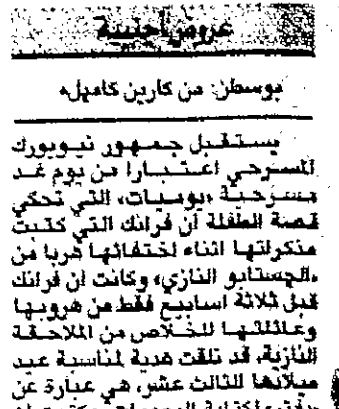 عروض أجنبية
بوسطن: من كارين كاميل،
يستقبل جمهور نيويورك
المسرحي اعتبارا من يوم غد
مسرحية «يوميات» التي تحكي
قصة الطفلة آن فرانك التي كتبت
مذكراتها اثناء اختفائها هربا من
«الجستابو النازي» وكانت ان فرانك
قبل ثلاثة اسابيع فقط من هروبها
وعائلتها للخلاص من الملاحقة
النازية، قد تلقت هدية لمناسبة عيد
ميلادها الثالث عشر، هي عبارة عن